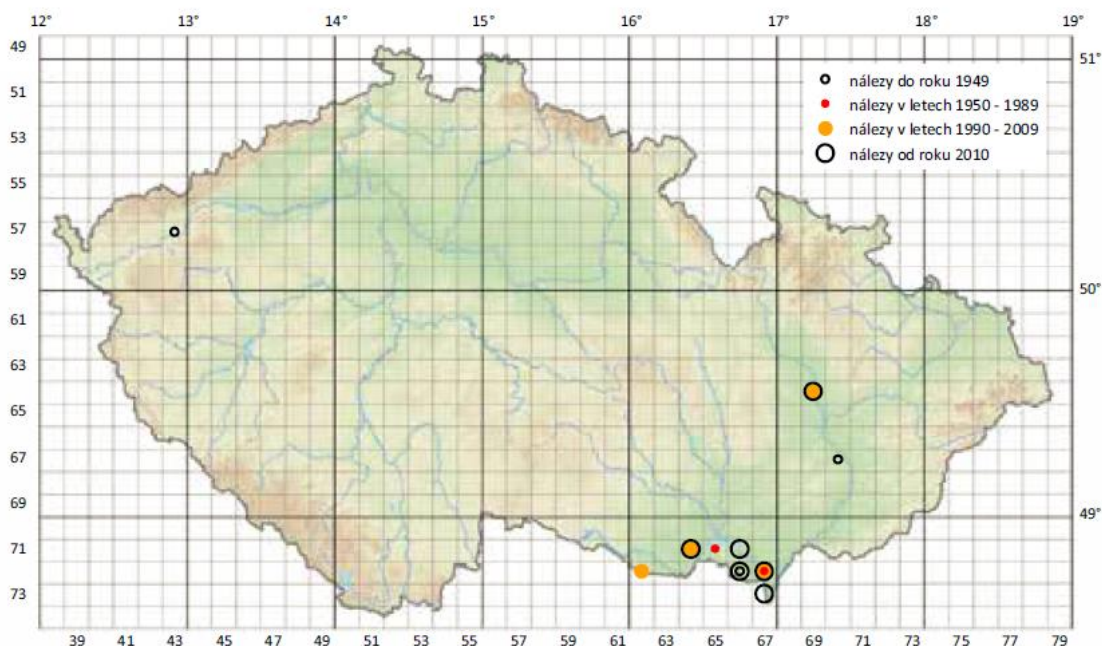 12° 13° 14° 15° 16° 17° 18° 19°
49
51°
nálezy do roku 1949
51
nálezy v letech 1950 - 1989
53
nálezy v letech 1990 - 2009
nálezy od roku 2010
55
57
59
50°
61
63
65
67
69
49°
71
73
39 41 43 45 47 49 51 53 55 57 59 61 63 65 67 69 71 73 75 77 79